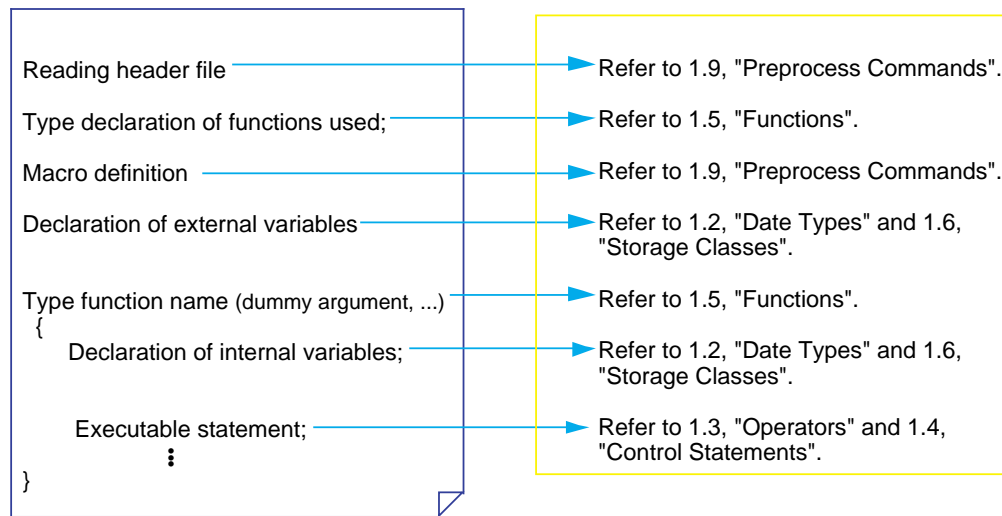 Reading header file
Refer to 1.9, "Preprocess Commands".
Type declaration of functions used;
Refer to 1.5, "Functions".
Macro definition
Refer to 1.9, "Preprocess Commands".
Declaration of external variables
Refer to 1.2, "Date Types" and 1.6,
"Storage Classes".
Type function name (dummy argument, ...)
Refer to 1.5, "Functions".
{
Declaration of internal variables;
Refer to 1.2, "Date Types" and 1.6,
"Storage Classes".
Executable statement;
Refer to 1.3, "Operators" and 1.4,
"Control Statements".
⋮
}